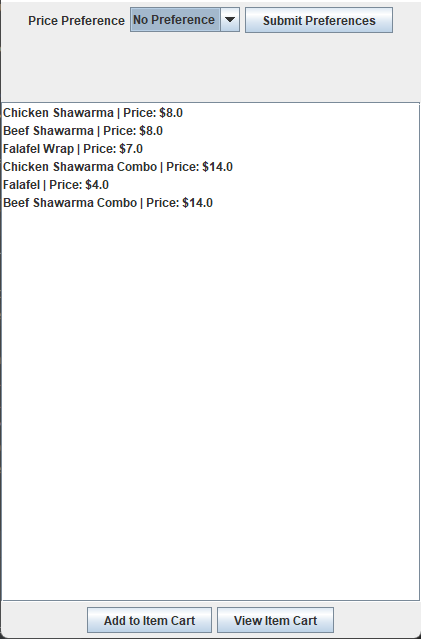 Price Preference No Preference Submit Preferences
Chicken Shawarma | Price: $8.0
Beef Shawarma | Price: $8.0
Falafel Wrap | Price: $7.0
Chicken Shawarma Combo | Price: $14.0
Falafel | Price: $4.0
Beef Shawarma Combo | Price: $14.0
Add to Item Cart View Item Cart